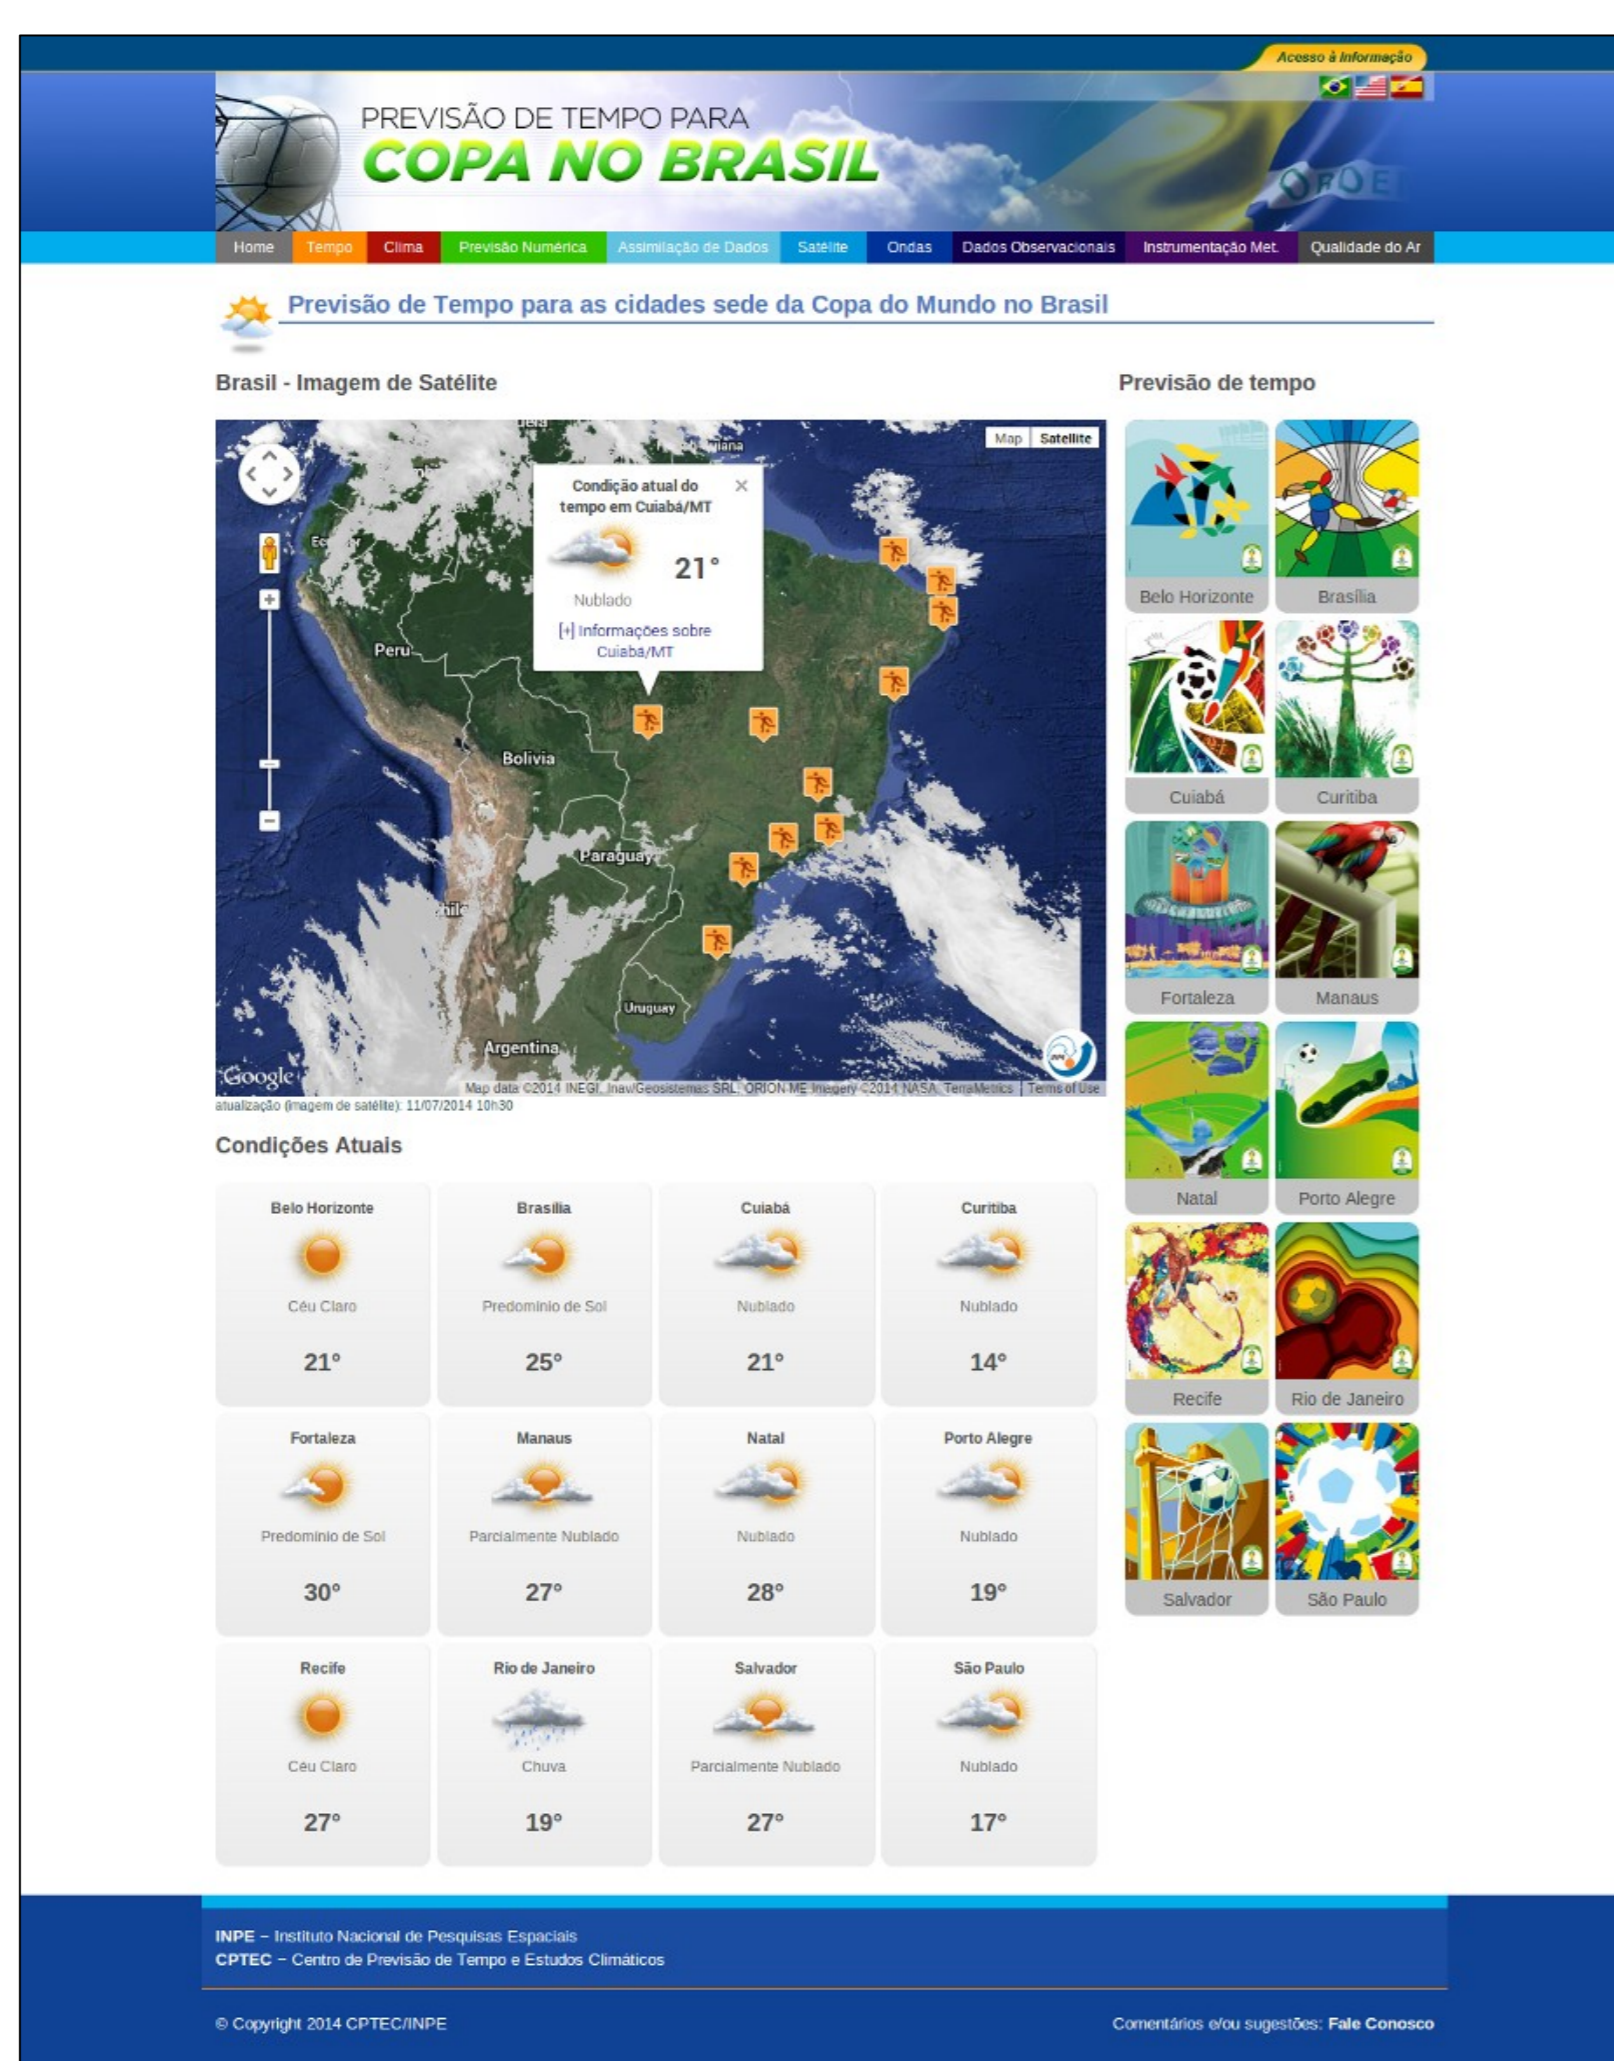 Acesso à Informação
PREVISÃO DE TEMPO PARA
COPA NO BRASIL
Home Tempo Clima Previsão Numérica Assimilação de Dados Satélite Ondas Dados Observacionais Instrumentação Met. Qualidade do Ar
Previsão de Tempo para as cidades sede da Copa do Mundo no Brasil
Brasil - Imagem de Satélite
Map Satellite
Condição atual do
tempo em Cuiabá/MT
21°
Nublado
[+] Informações sobre
Cuiabá/MT
Peru
Bolivia
Paraguay
Uruguay
Argentina
Google
Map data ©2014 INEGI, Inav/Geosistemas SRL, ORION-ME Imagery ©2014 NASA, TerraMetrics Terms of Use
atualização (imagem de satélite): 11/07/2014 10h30
Condições Atuais
Belo Horizonte Brasília Cuiabá Curitiba
Céu Claro Predomínio de Sol Nublado Nublado
21° 25° 21° 14°
Fortaleza Manaus Natal Porto Alegre
Predomínio de Sol Parcialmente Nublado Nublado Nublado
30° 27° 28° 19°
Recife Rio de Janeiro Salvador São Paulo
Céu Claro Chuva Parcialmente Nublado Nublado
27° 19° 27° 17°
Previsão de tempo
Belo Horizonte Brasília
Cuiabá Curitiba
Fortaleza Manaus
Natal Porto Alegre
Recife Rio de Janeiro
Salvador São Paulo
INPE – Instituto Nacional de Pesquisas Espaciais
CPTEC – Centro de Previsão de Tempo e Estudos Climáticos
© Copyright 2014 CPTEC/INPE
Comentários e/ou sugestões: Fale Conosco